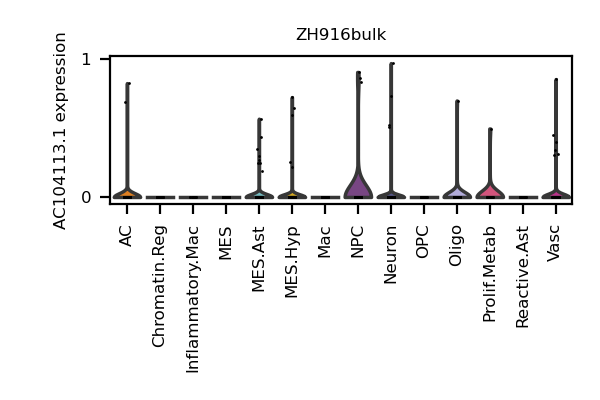 ZH916bulk
AC104113.1 expression
1
0
AC
Chromatin.Reg
Inflammatory.Mac
MES
MES.Ast
MES.Hyp
Mac
NPC
Neuron
OPC
Oligo
Prolif.Metab
Reactive.Ast
Vasc